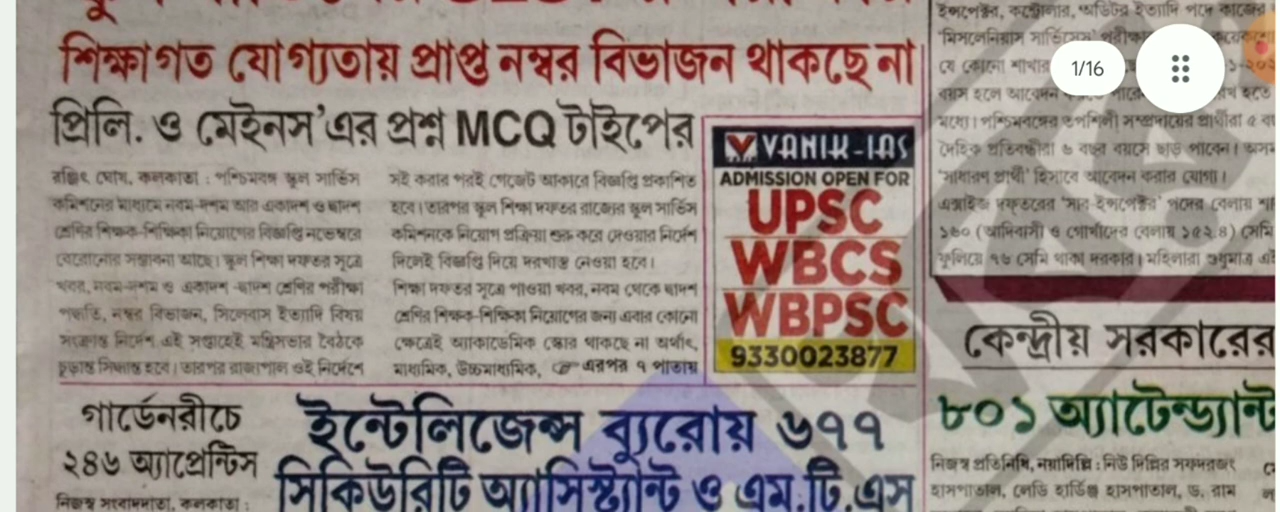 শিক্ষাগত যোগ্যতায় প্রাপ্ত নম্বর বিভাজন থাকছে না
প্রিলি. ও মেইনস'এর প্রশ্ন MCQ টাইপের
রঞ্জিৎ ঘোষ, কলকাতা : পশ্চিমবঙ্গ স্কুল সার্ভিস
কমিশনের মাধ্যমে নবম-দশম আর একাদশ ও দ্বাদশ
শ্রেণির শিক্ষক-শিক্ষিকা নিয়োগের বিজ্ঞপ্তি নভেম্বরে
বেরোনোর সম্ভাবনা আছে। স্কুল শিক্ষা দফতর সূত্রে
খবর, নবম-দশম ও একাদশ -দ্বাদশ শ্রেণির পরীক্ষা
পদ্ধতি, নম্বর বিভাজন, সিলেবাস ইত্যাদি বিষয়
সংক্রান্ত নির্দেশ এই সপ্তাহেই মন্ত্রিসভার বৈঠকে
চূড়ান্ত সিদ্ধান্ত হবে। তারপর রাজ্যপাল ওই নির্দেশে
সই করার পরই গেজেট আকারে বিজ্ঞপ্তি প্রকাশিত
হবে। তারপর স্কুল শিক্ষা দফতর রাজ্যের স্কুল সার্ভিস
কমিশনকে নিয়োগ প্রক্রিয়া শুরু করে দেওয়ার নির্দেশ
দিলেই বিজ্ঞপ্তি দিয়ে দরখাস্ত নেওয়া হবে।
শিক্ষা দফতর সূত্রে পাওয়া খবর, নবম থেকে দ্বাদশ
শ্রেণির শিক্ষক-শিক্ষিকা নিয়োগের জন্য এবার কোনো
ক্ষেত্রেই অ্যাকাডেমিক স্কোর থাকছে না অর্থাৎ,
মাধ্যমিক, উচ্চমাধ্যমিক, ☞ এরপর ৭ পাতায়
VANIK-IAS
ADMISSION OPEN FOR
UPSC
WBCS
WBPSC
9330023877
গার্ডেনরীচে
২৪৬ অ্যাপ্রেন্টিস
নিজস্ব সংবাদদাতা, কলকাতা :
ইন্টেলিজেন্স ব্যুরোয় ৬৭৭
সিকিউরিটি অ্যাসিস্ট্যান্ট ও এম.টি.এস
ইন্সপেক্টর, কন্ট্রোলার, অডিটর ইত্যাদি পদে কাজের
'মিসলেনিয়াস সার্ভিসেস' পরীক্ষা
যে কোনো শাখার
1/16
বয়স হলে আবেদন
মধ্যে। পশ্চিমবঙ্গের তপশিলী সম্প্রদায়ের প্রার্থীরা ৫
দৈহিক প্রতিবন্ধীরা ৬ বছর বয়সে ছাড় পাবেন।
'সাধারণ প্রার্থী' হিসাবে আবেদন করার যোগ্য।
এক্সাইজ দফতরের 'সাব-ইন্সপেক্টর' পদের বেলায়
১৬০ (আদিবাসী ও গোর্খাদের বেলায় ১৫২.৪) সেমি
ফুলিয়ে ৭৬ সেমি থাকা দরকার। মহিলারা শুধুমাত্র এই
কেন্দ্রীয় সরকারের
৮০১ অ্যাটেন্ড্যান্ট
নিজস্ব প্রতিনিধি, নয়াদিল্লি : নিউ দিল্লির সফদরজং
হাসপাতাল, লেডি হার্ডিঞ্জ হাসপাতাল, ড. রাম